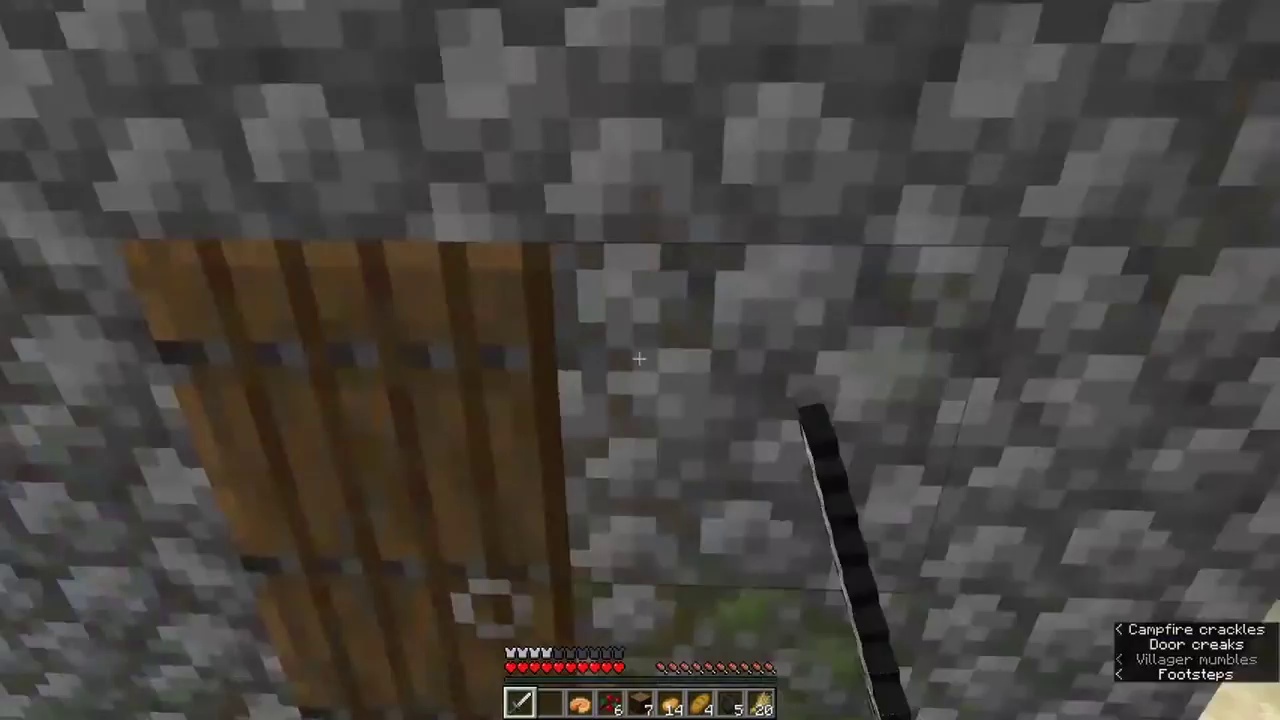 < Campfire crackles
Door creaks
< Villager mumbles
< Footsteps
6 7 14 4 5 20